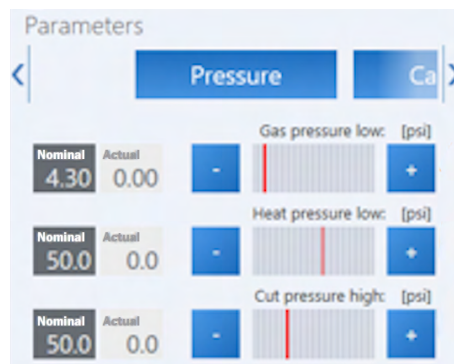 Parameters
Pressure Ca
Gas pressure low: [psi]
Nominal Actual
4.30 0.00 - +
Heat pressure low: [psi]
Nominal Actual
50.0 0.0 - +
Cut pressure high: [psi]
Nominal Actual
50.0 0.0 - +